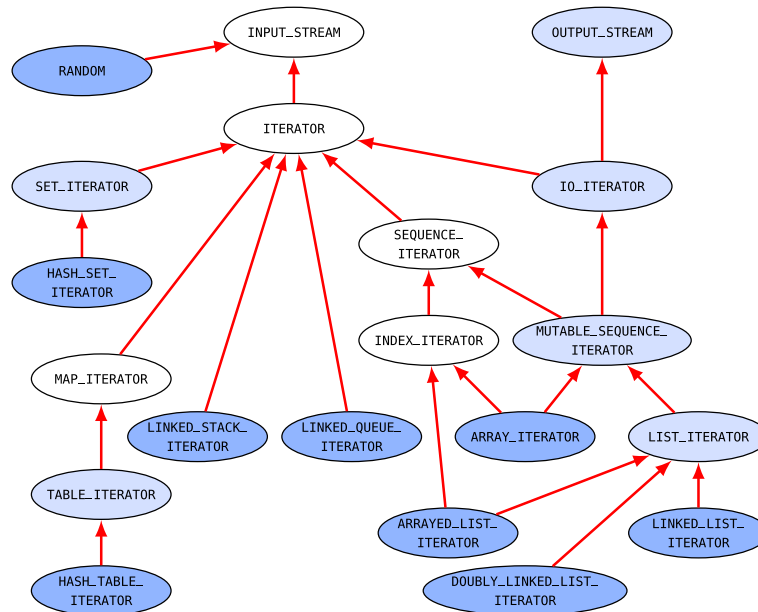 INPUT_STREAM
OUTPUT_STREAM
RANDOM
ITERATOR
SET_ITERATOR
IO_ITERATOR
SEQUENCE_
ITERATOR
HASH_SET_
ITERATOR
INDEX_ITERATOR
MUTABLE_SEQUENCE_
ITERATOR
MAP_ITERATOR
LINKED_STACK_
ITERATOR
LINKED_QUEUE_
ITERATOR
ARRAY_ITERATOR
LIST_ITERATOR
TABLE_ITERATOR
ARRAYED_LIST_
ITERATOR
LINKED_LIST_
ITERATOR
HASH_TABLE_
ITERATOR
DOUBLY_LINKED_LIST_
ITERATOR